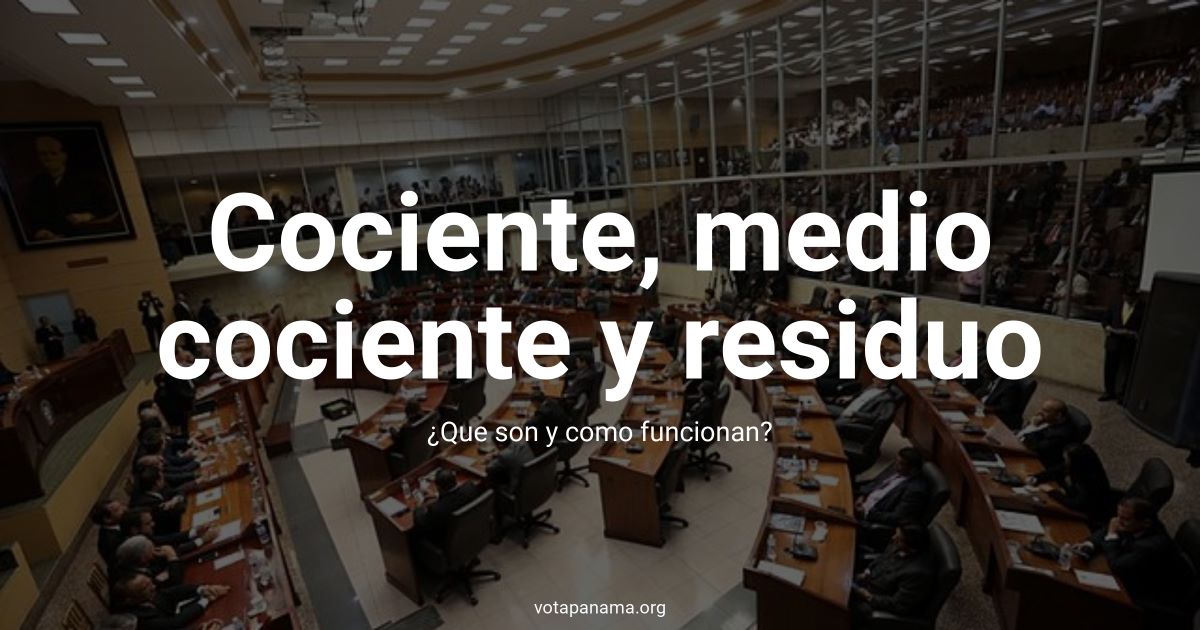 Cociente, medio
cociente y residuo
¿Que son y como funcionan?
votapanama.org